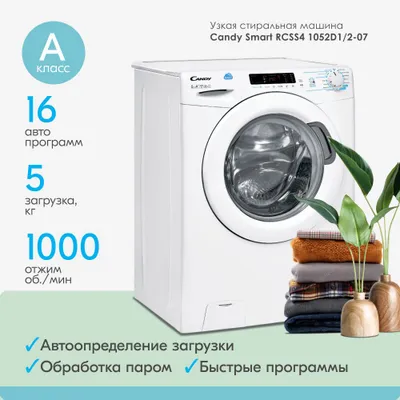 Узкая стиральная машина
Candy Smart RCSS4 1052D1/2-07
А
класс
16
авто
программ
5
загрузка,
кг
1000
отжим
об./мин
CANDY
✓Автоопределение загрузки
✓Обработка паром
✓Быстрые программы